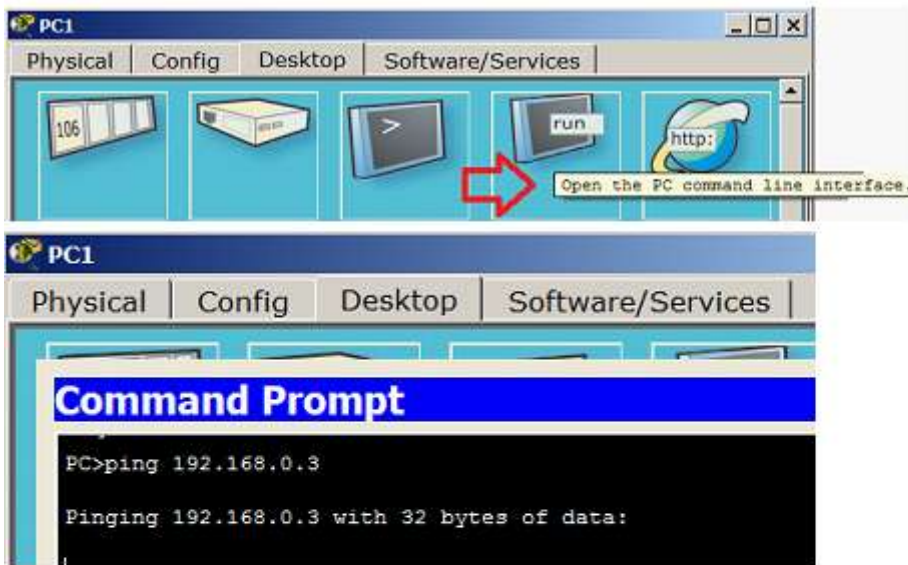 PC1
Physical Config Desktop Software/Services
106
>
run
http:
Open the PC command line interface.
PC1
Physical Config Desktop Software/Services
Command Prompt
PC>ping 192.168.0.3
Pinging 192.168.0.3 with 32 bytes of data: